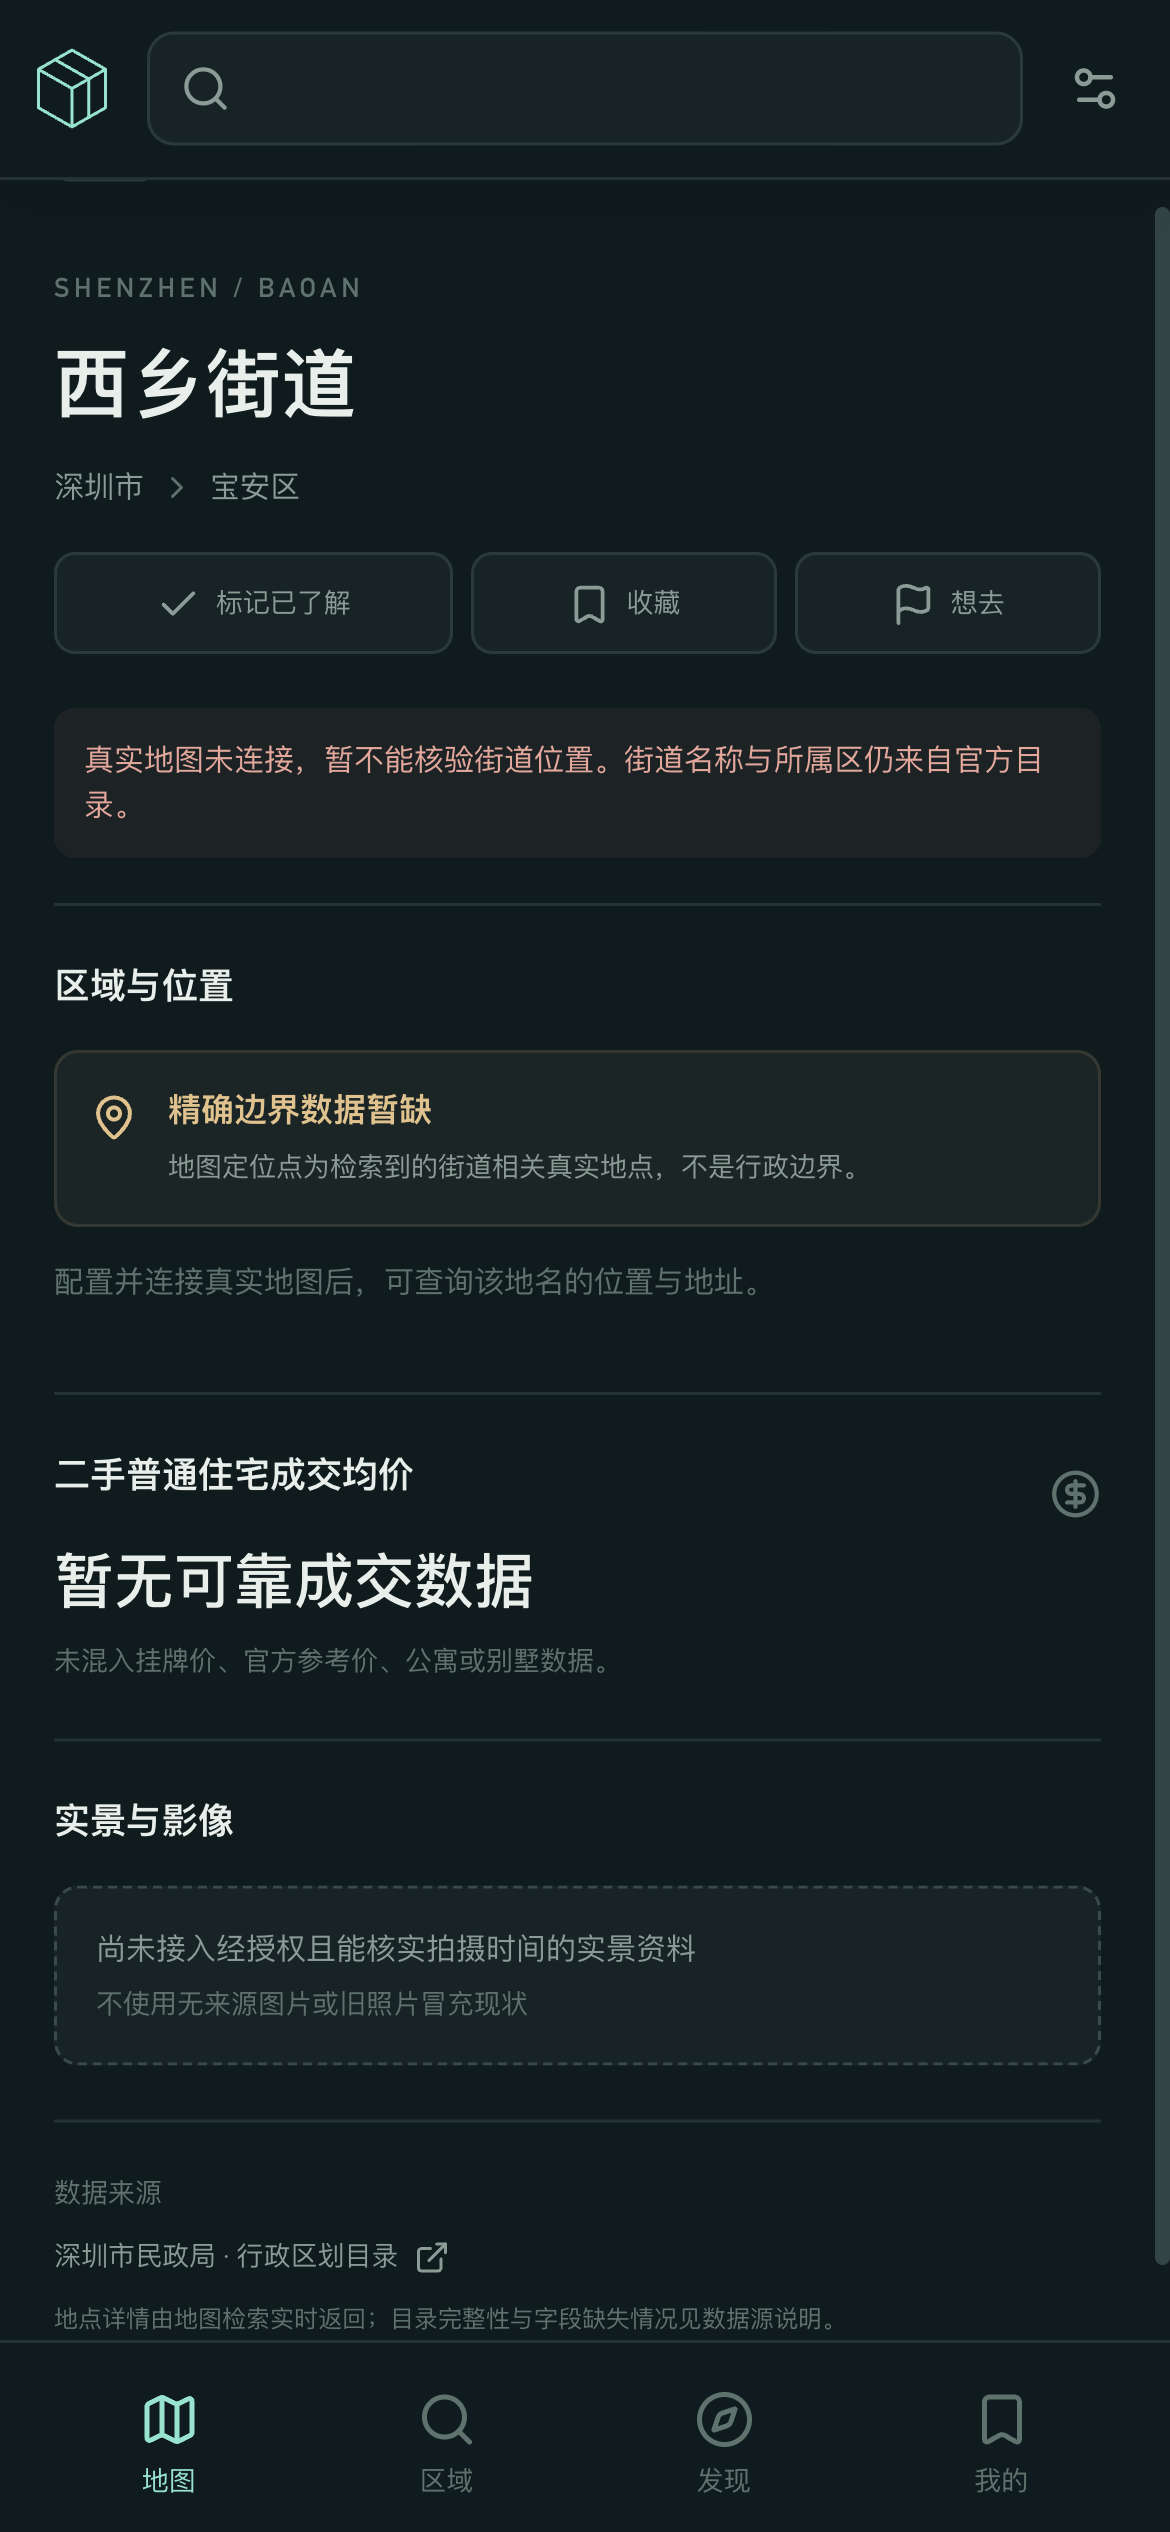 SHENZHEN / BAOAN
西乡街道
深圳市 > 宝安区
标记已了解 收藏 想去
真实地图未连接，暂不能核验街道位置。街道名称与所属区仍来自官方目
录。
区域与位置
精确边界数据暂缺
地图定位点为检索到的街道相关真实地点，不是行政边界。
配置并连接真实地图后，可查询该地名的位置与地址。
二手普通住宅成交均价
暂无可靠成交数据
未混入挂牌价、官方参考价、公寓或别墅数据。
实景与影像
尚未接入经授权且能核实拍摄时间的实景资料
不使用无来源图片或旧照片冒充现状
数据来源
深圳市民政局 · 行政区划目录
地点详情由地图检索实时返回；目录完整性与字段缺失情况见数据源说明。
地图 区域 发现 我的